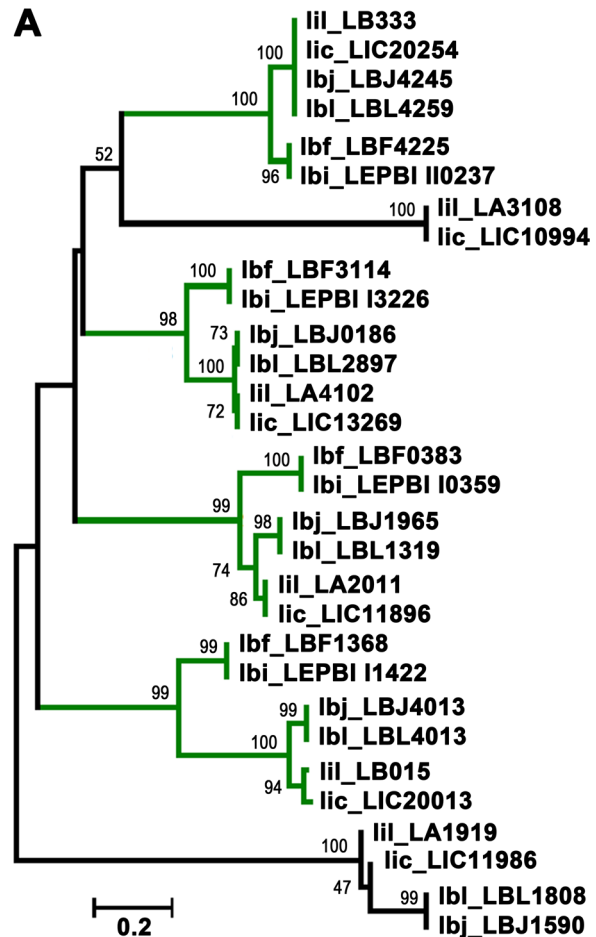 A
lil_LB333
100
lic_LIC20254
lbj_LBJ4245
100
lbl_LBL4259
lbf_LBF4225
96
lbi_LEPBI II0237
52
100
lil_LA3108
lic_LIC10994
100
lbf_LBF3114
lbi_LEPBI I3226
98
73
lbj_LBJ0186
lbl_LBL2897
100
lil_LA4102
72
lic_LIC13269
100
lbf_LBF0383
lbi_LEPBI I0359
99
98
lbj_LBJ1965
lbl_LBL1319
74
lil_LA2011
86
lic_LIC11896
99
lbf_LBF1368
lbi_LEPBI I1422
99
99
lbj_LBJ4013
lbl_LBL4013
100
lil_LB015
94
lic_LIC20013
lil_LA1919
100
lic_LIC11986
47
99
lbl_LBL1808
lbj_LBJ1590
0.2